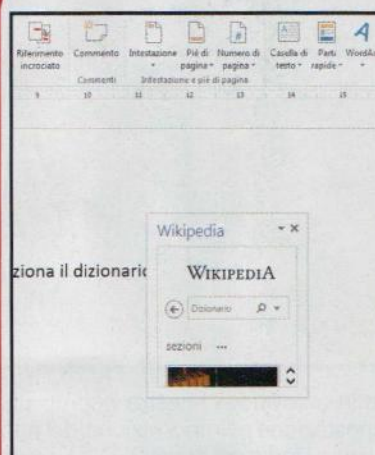 Riferimento Commento Intestazione Piè di Numero di Casella di Parti WordArt
incrociato pagina pagina testo rapide
Commenti Intestazione e piè di pagina
9 10 11 12 13 14 15
Wikipedia
ziona il dizionario
WIKIPEDIA
Dizionario
sezioni ...